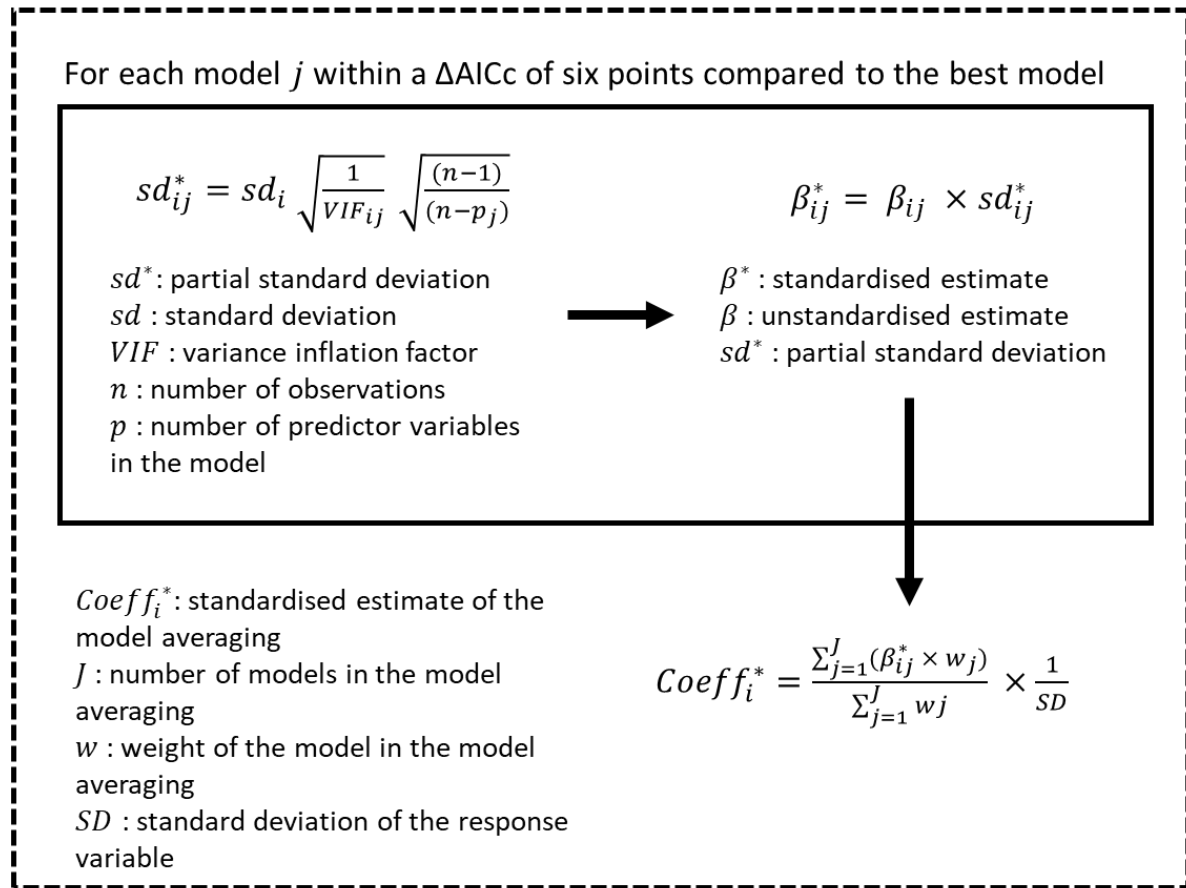 For each model j within a ΔAICc of six points compared to the best model
sd*ᵢⱼ = sdᵢ √(1/VIFᵢⱼ) √((n−1)/(n−pⱼ))
sd* : partial standard deviation
sd : standard deviation
VIF : variance inflation factor
n : number of observations
p : number of predictor variables
in the model
β*ᵢⱼ = βᵢⱼ × sd*ᵢⱼ
β* : standardised estimate
β : unstandardised estimate
sd* : partial standard deviation
Coeff*ᵢ : standardised estimate of the
model averaging
J : number of models in the model
averaging
w : weight of the model in the model
averaging
SD : standard deviation of the response
variable
Coeff*ᵢ = (∑ᴶⱼ₌₁(β*ᵢⱼ × wⱼ))/(∑ᴶⱼ₌₁ wj) × 1/SD